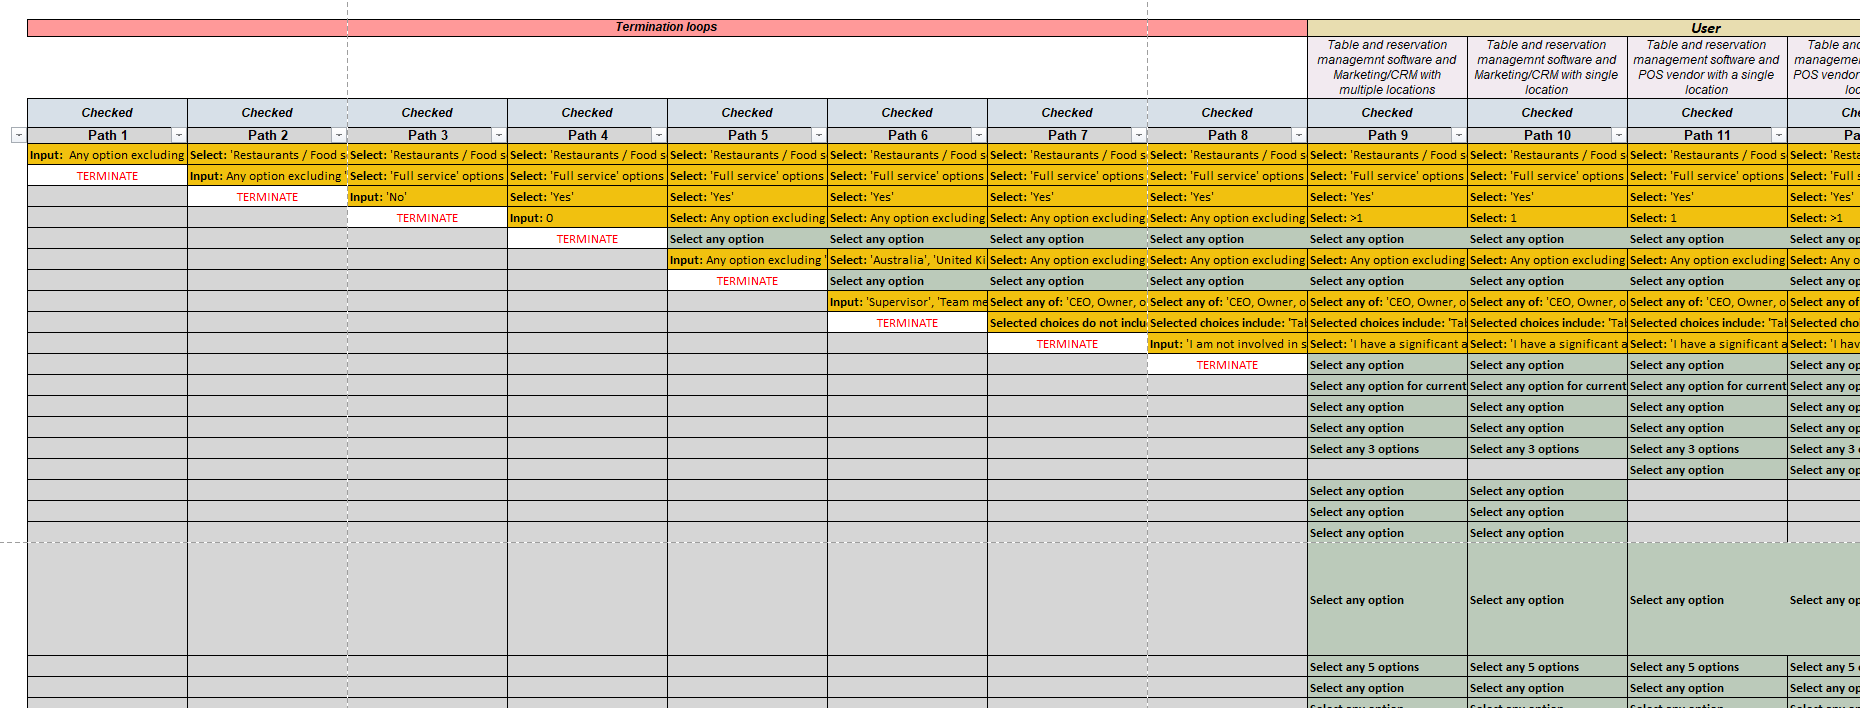 Termination loops User
Table and reservation managemnt software and Marketing/CRM with multiple locations
Table and reservation managemnt software and Marketing/CRM with single location
Table and reservation management software and POS vendor with a single location
Table and managemen POS vendor loc
Checked Checked Checked Checked Checked Checked Checked Checked Checked Checked Checked
Path 1 Path 2 Path 3 Path 4 Path 5 Path 6 Path 7 Path 8 Path 9 Path 10 Path 11 Pa
Input: Any option excluding Select: 'Restaurants / Food s Select: 'Restaurants / Food s Select: 'Restaurants / Food s Select: 'Restaurants / Food s Select: 'Restaurants / Food s Select: 'Restaurants / Food s Select: 'Restaurants / Food s Select: 'Restaurants / Food s Select: 'Restaurants / Food s Select: 'Restaurants / Food s Select: 'Resta
TERMINATE Input: Any option excluding ' Select: 'Full service' options Select: 'Full service' options Select: 'Full service' options Select: 'Full service' options Select: 'Full service' options Select: 'Full service' options Select: 'Full service' options Select: 'Full service' options Select: 'Full service' options Select: 'Full s
TERMINATE Input: 'No' Select: 'Yes' Select: 'Yes' Select: 'Yes' Select: 'Yes' Select: 'Yes' Select: 'Yes' Select: 'Yes' Select: 'Yes' Select: 'Yes'
TERMINATE Input: 0 Select: Any option excluding Select: Any option excluding Select: Any option excluding Select: Any option excluding Select: >1 Select: 1 Select: 1 Select: >1
TERMINATE Select any option Select any option Select any option Select any option Select any option Select any option Select any option Select any op
Input: Any option excluding ' Select: 'Australia', 'United Ki Select: Any option excluding Select: Any option excluding Select: Any option excluding Select: Any option excluding Select: Any option excluding Select: Any o
TERMINATE Select any option Select any option Select any option Select any option Select any option Select any option Select any op
Input: 'Supervisor', 'Team me Select any of: 'CEO, Owner, o Select any of: 'CEO, Owner, o Select any of: 'CEO, Owner, o Select any of: 'CEO, Owner, o Select any of: 'CEO, Owner, o Select any of
TERMINATE Selected choices do not inclu Selected choices include: 'Tab Selected choices include: 'Tab Selected choices include: 'Tab Selected choices include: 'Tab Selected cho
TERMINATE Input: 'I am not involved in s Select: 'I have a significant a Select: 'I have a significant a Select: 'I have a significant a Select: 'I hav
TERMINATE Select any option Select any option Select any option Select any op
Select any option for current Select any option for current Select any option for current Select any op
Select any option Select any option Select any option Select any op
Select any option Select any option Select any option Select any op
Select any 3 options Select any 3 options Select any 3 options Select any 3
Select any option Select any op
Select any option Select any option
Select any option Select any option
Select any option Select any option
Select any option Select any option Select any option Select any op
Select any 5 options Select any 5 options Select any 5 options Select any 5
Select any option Select any option Select any option Select any op